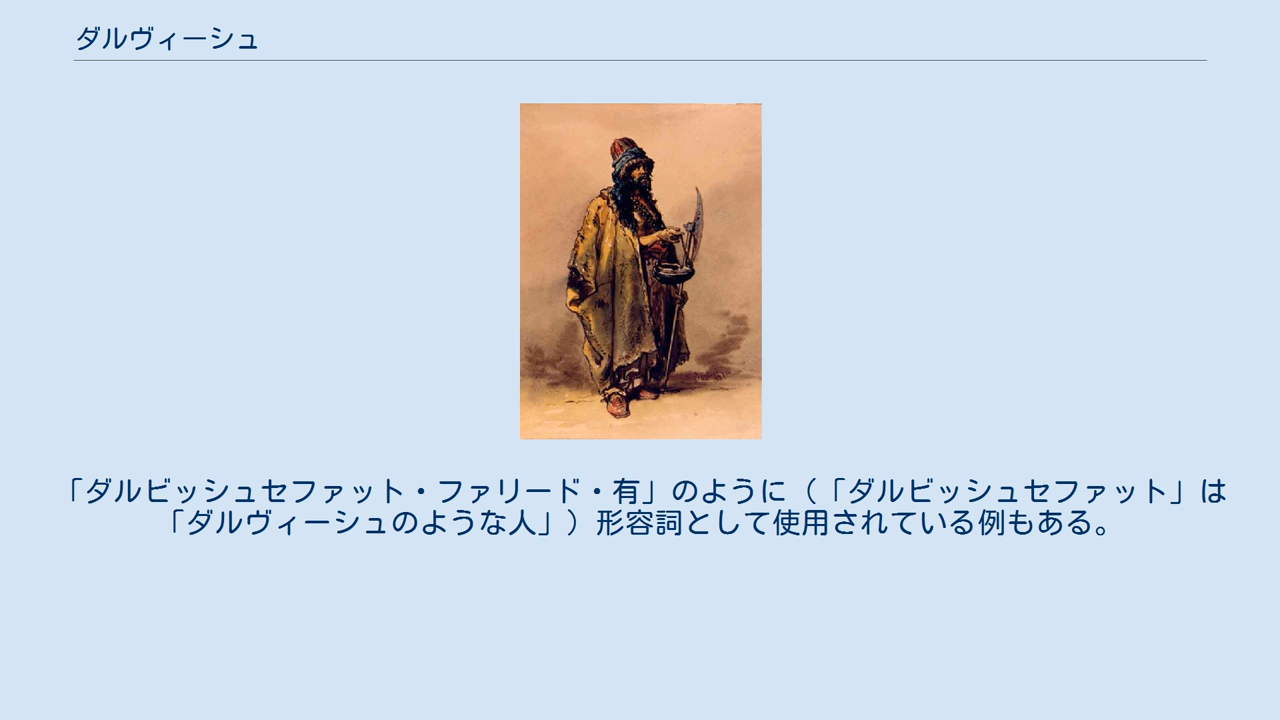 ダルヴィーシュ
「ダルビッシュセファット・ファリード・有」のように（「ダルビッシュセファット」は
「ダルヴィーシュのような人」）形容詞として使用されている例もある。